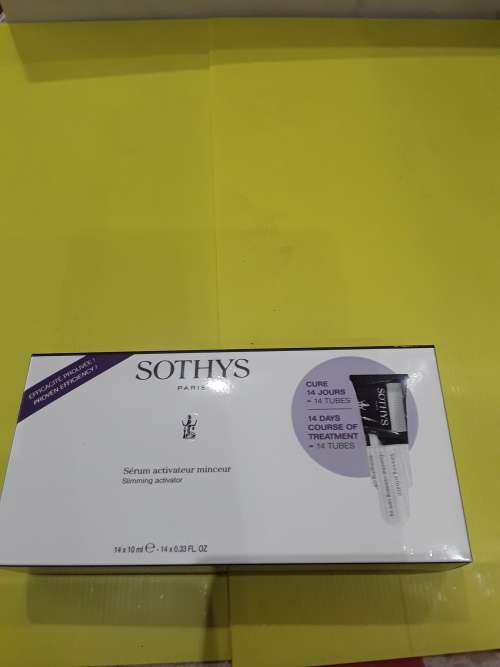 EFFICACITÉ PROUVÉE !
PROVEN EFFICIENCY !
SOTHYS
PARIS
Sérum activateur minceur
Slimming activator
14 x 10 ml ℮ - 14 x 0.33 FL. OZ
CURE
14 JOURS
= 14 TUBES
14 DAYS
COURSE OF
TREATMENT
= 14 TUBES
SOTHYS